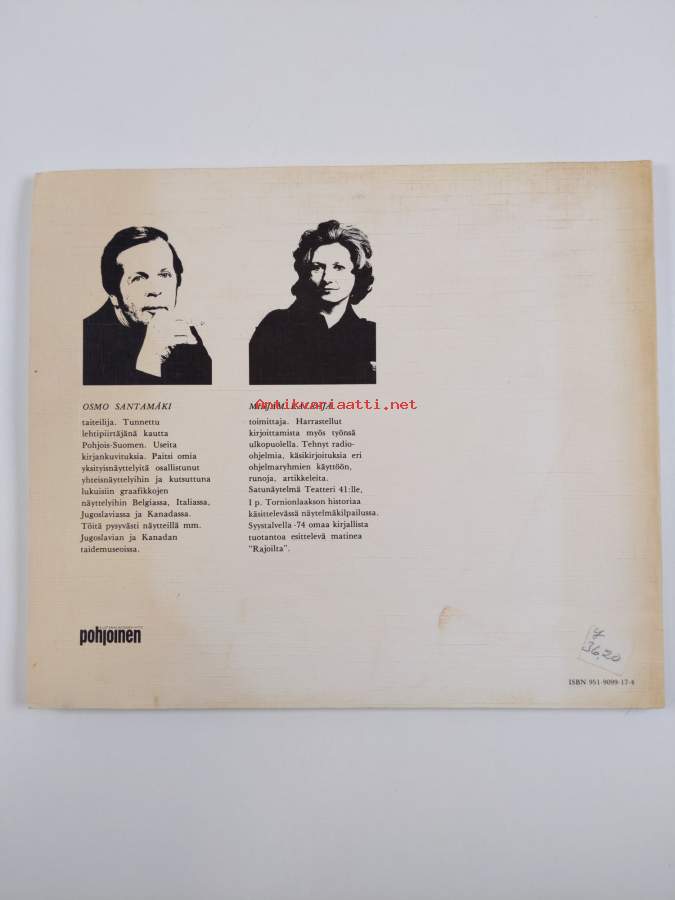 OSMO SANTAMÄKI
taiteilija. Tunnettu
lehtipiirtäjänä kautta
Pohjois-Suomen. Useita
kirjankuvituksia. Paitsi omia
yksityisnäyttelyitä osallistunut
yhteisnäyttelyihin ja kutsuttuna
lukuisiin graafikkojen
näyttelyihin Belgiassa, Italiassa,
Jugoslaviassa ja Kanadassa.
Töitä pysyvästi näytteillä mm.
Jugoslavian ja Kanadan
taidemuseoissa.
Antikvariaatti.net
toimittaja. Harrastellut
kirjoittamista myös työnsä
ulkopuolella. Tehnyt radio-
ohjelmia, käsikirjoituksia eri
ohjelmaryhmien käyttöön,
runoja, artikkeleita.
Satunäytelmä Teatteri 41:lle,
I p. Tornionlaakson historiaa
käsittelevässä näytelmäkilpailussa.
Syystalvella -74 omaa kirjallista
tuotantoa esittelevä matinea
"Rajoilta".
pohjoinen
36,20
ISBN 951-9099-17-4